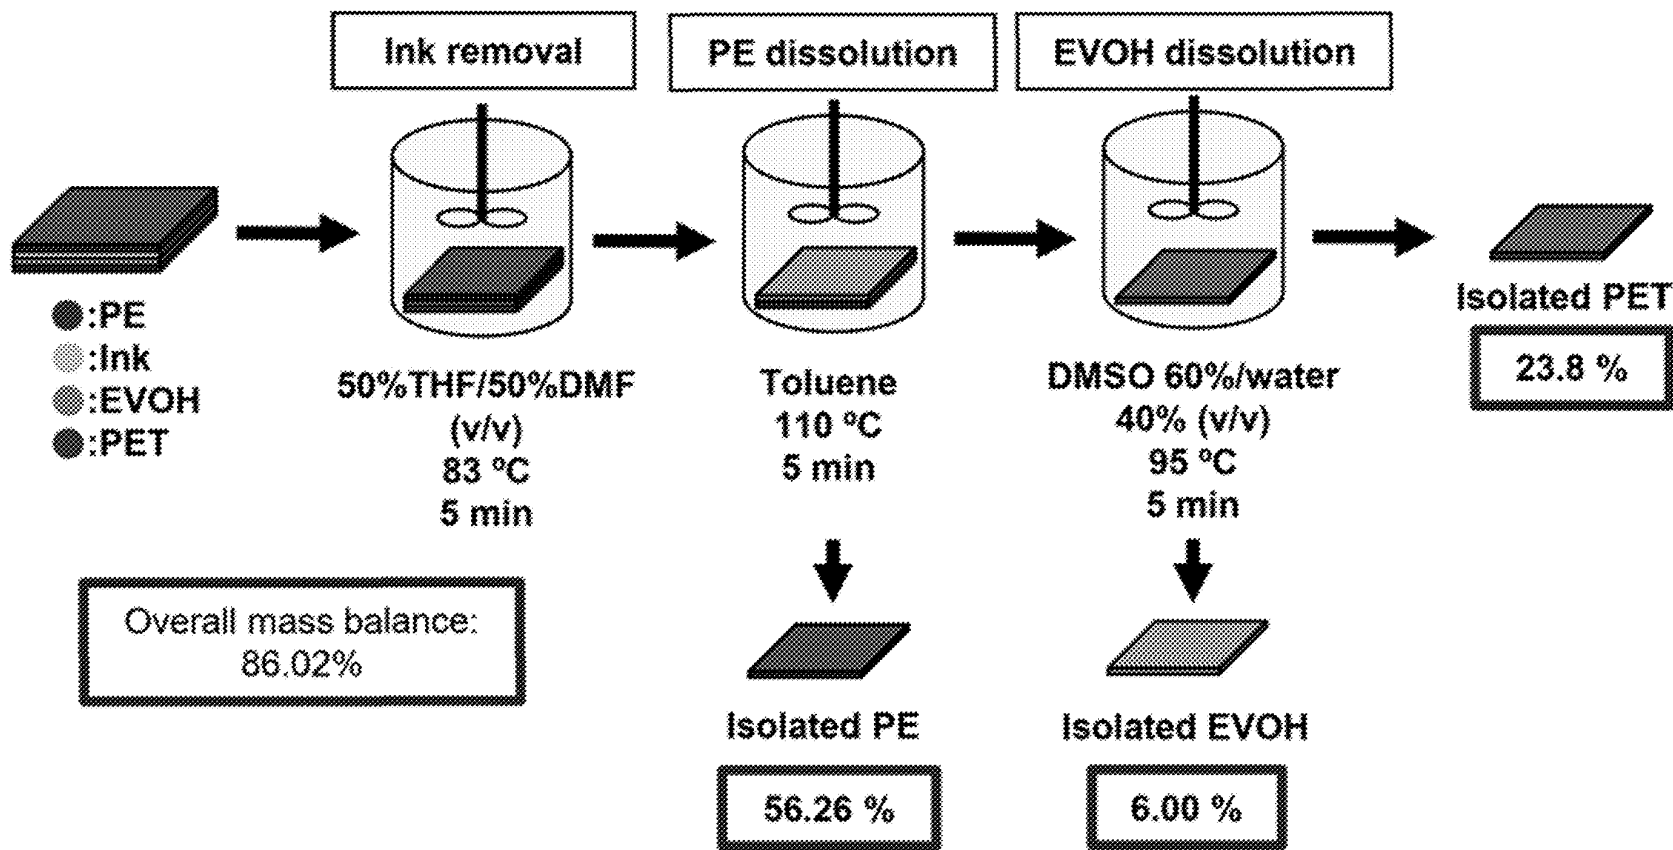 Ink removal
PE dissolution
EVOH dissolution
:PE
:Ink
:EVOH
:PET
50%THF/50%DMF
(v/v)
83 ºC
5 min
Toluene
110 ºC
5 min
DMSO 60%/water
40% (v/v)
95 ºC
5 min
Isolated PET
23.8 %
Overall mass balance:
86.02%
Isolated PE
56.26 %
Isolated EVOH
6.00 %